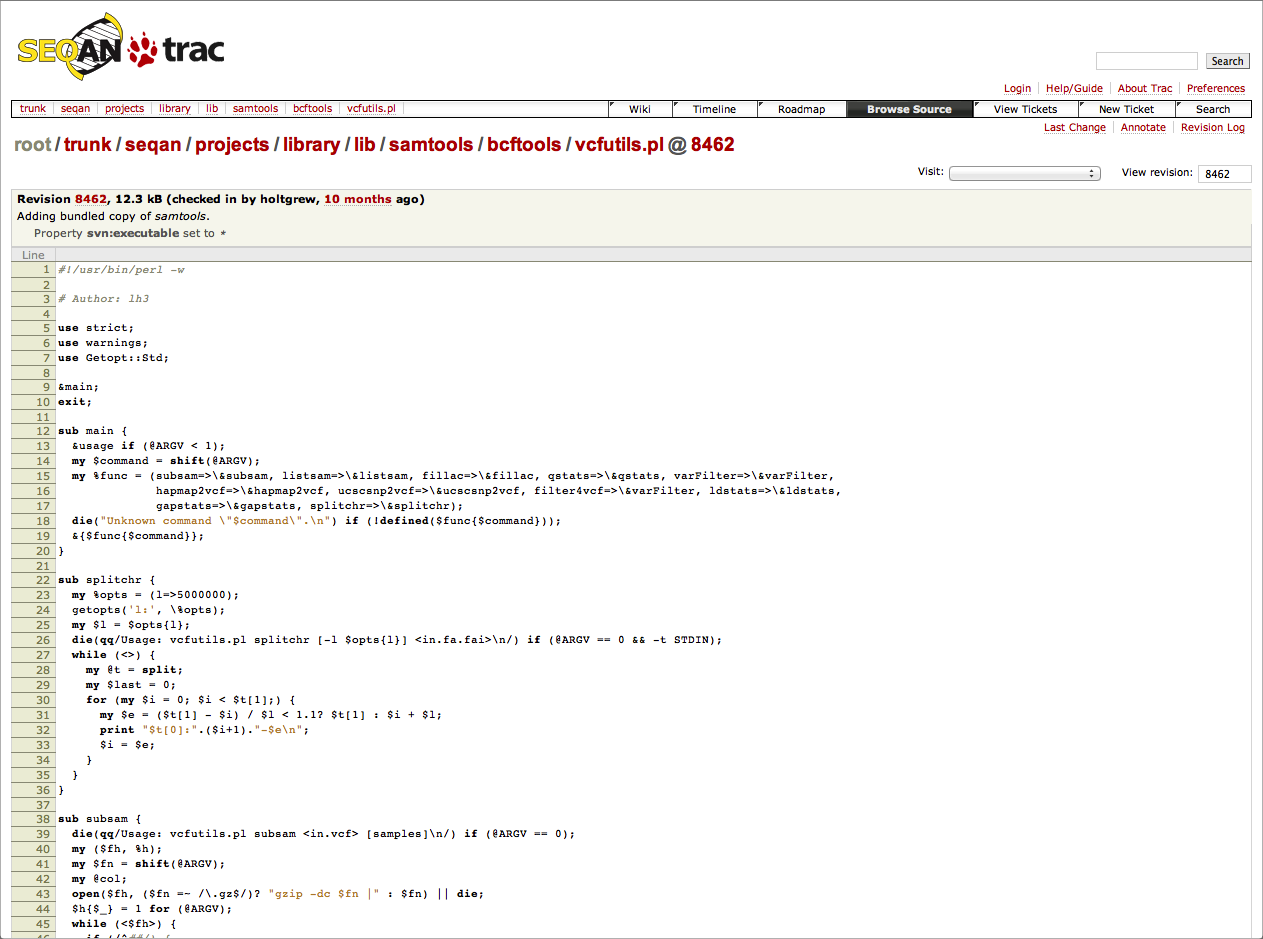 SEQAN trac
Search
Login Help/Guide About Trac Preferences
trunk seqan projects library lib samtools bcftools vcfutils.pl Wiki Timeline Roadmap Browse Source View Tickets New Ticket Search
Last Change Annotate Revision Log
root/trunk/seqan/projects/library/lib/samtools/bcftools/vcfutils.pl @ 8462
Visit: View revision: 8462
Revision 8462, 12.3 kB (checked in by holtgrew, 10 months ago)
Adding bundled copy of samtools.
Property svn:executable set to *
Line
1 #!/usr/bin/perl -w
2
3 # Author: lh3
4
5 use strict;
6 use warnings;
7 use Getopt::Std;
8
9 &main;
10 exit;
11
12 sub main {
13   &usage if (@ARGV < 1);
14   my $command = shift(@ARGV);
15   my %func = (subsam=>\&subsam, listsam=>\&listsam, fillac=>\&fillac, qstats=>\&qstats, varFilter=>\&varFilter,
16               hapmap2vcf=>\&hapmap2vcf, ucscsnp2vcf=>\&ucscsnp2vcf, filter4vcf=>\&varFilter, ldstats=>\&ldstats,
17               gapstats=>\&gapstats, splitchr=>\&splitchr);
18   die("Unknown command \"$command\".\n") if (!defined($func{$command}));
19   &{$func{$command}};
20 }
21
22 sub splitchr {
23   my %opts = (l=>5000000);
24   getopts('l:', \%opts);
25   my $l = $opts{l};
26   die(qq/Usage: vcfutils.pl splitchr [-l $opts{l}] <in.fa.fai>\n/) if (@ARGV == 0 && -t STDIN);
27   while (<>) {
28     my @t = split;
29     my $last = 0;
30     for (my $i = 0; $i < $t[1];) {
31       my $e = ($t[1] - $i) / $l < 1.1? $t[1] : $i + $l;
32       print "$t[0]:".($i+1)."-$e\n";
33       $i = $e;
34     }
35   }
36 }
37
38 sub subsam {
39   die(qq/Usage: vcfutils.pl subsam <in.vcf> [samples]\n/) if (@ARGV == 0);
40   my ($fh, %h);
41   my $fn = shift(@ARGV);
42   my @col;
43   open($fh, ($fn =~ /\.gz$/)? "gzip -dc $fn |" : $fn) || die;
44   $h{$_} = 1 for (@ARGV);
45   while (<$fh>) {